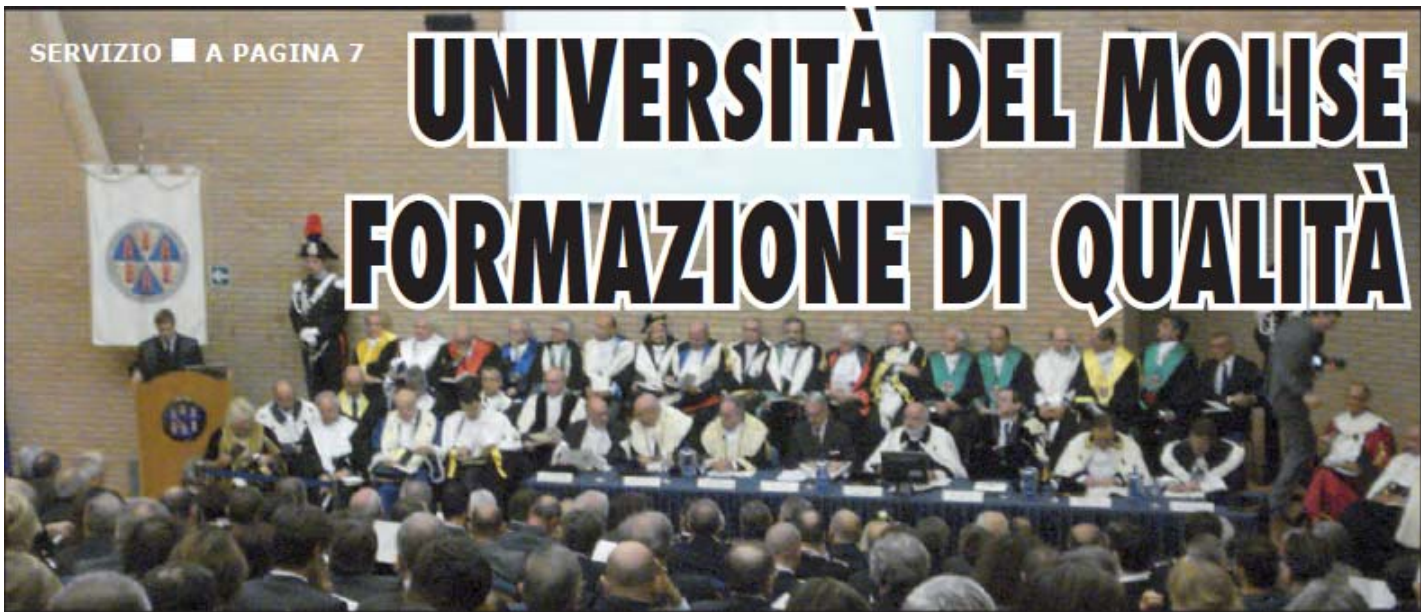 SERVIZIO ■ A PAGINA 7
UNIVERSITÀ DEL MOLISE
FORMAZIONE DI QUALITÀ